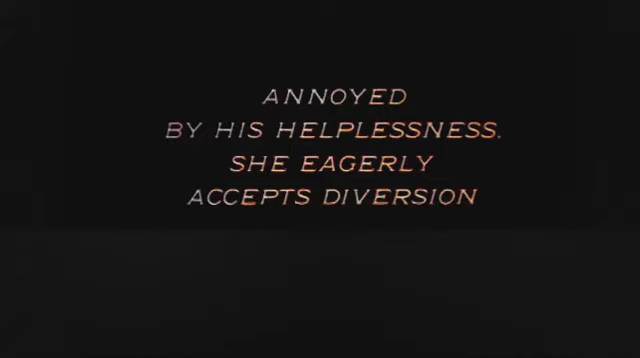 ANNOYED
BY HIS HELPLESSNESS.
SHE EAGERLY
ACCEPTS DIVERSION